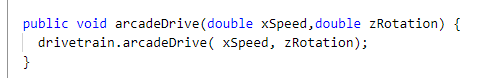 public void arcadeDrive(double xSpeed,double zRotation) {
  drivetrain.arcadeDrive( xSpeed, zRotation);
}